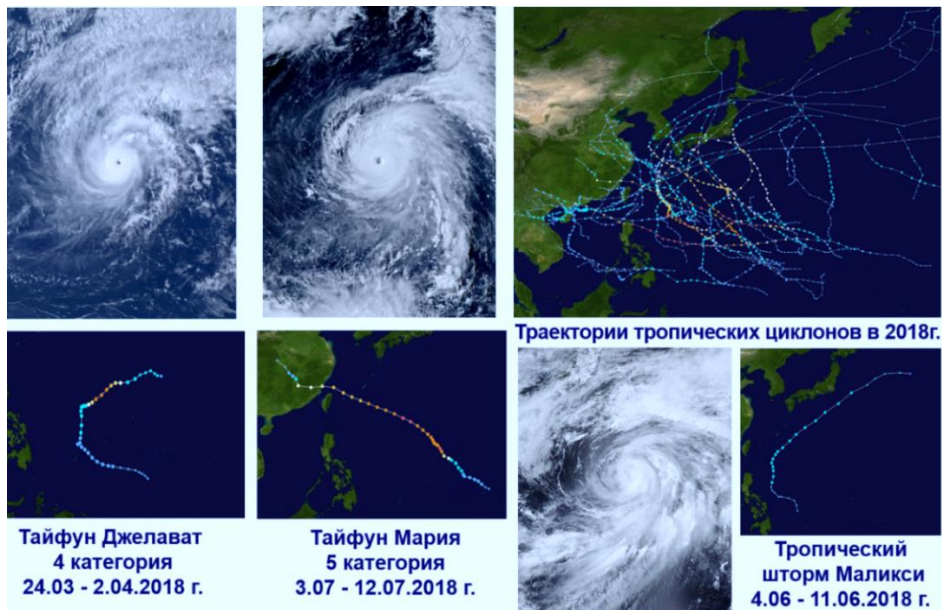 Траектории тропических циклонов в 2018г.
Тайфун Джелават
4 категория
24.03 - 2.04.2018 г.
Тайфун Мария
5 категория
3.07 - 12.07.2018 г.
Тропический
шторм Маликси
4.06 - 11.06.2018 г.